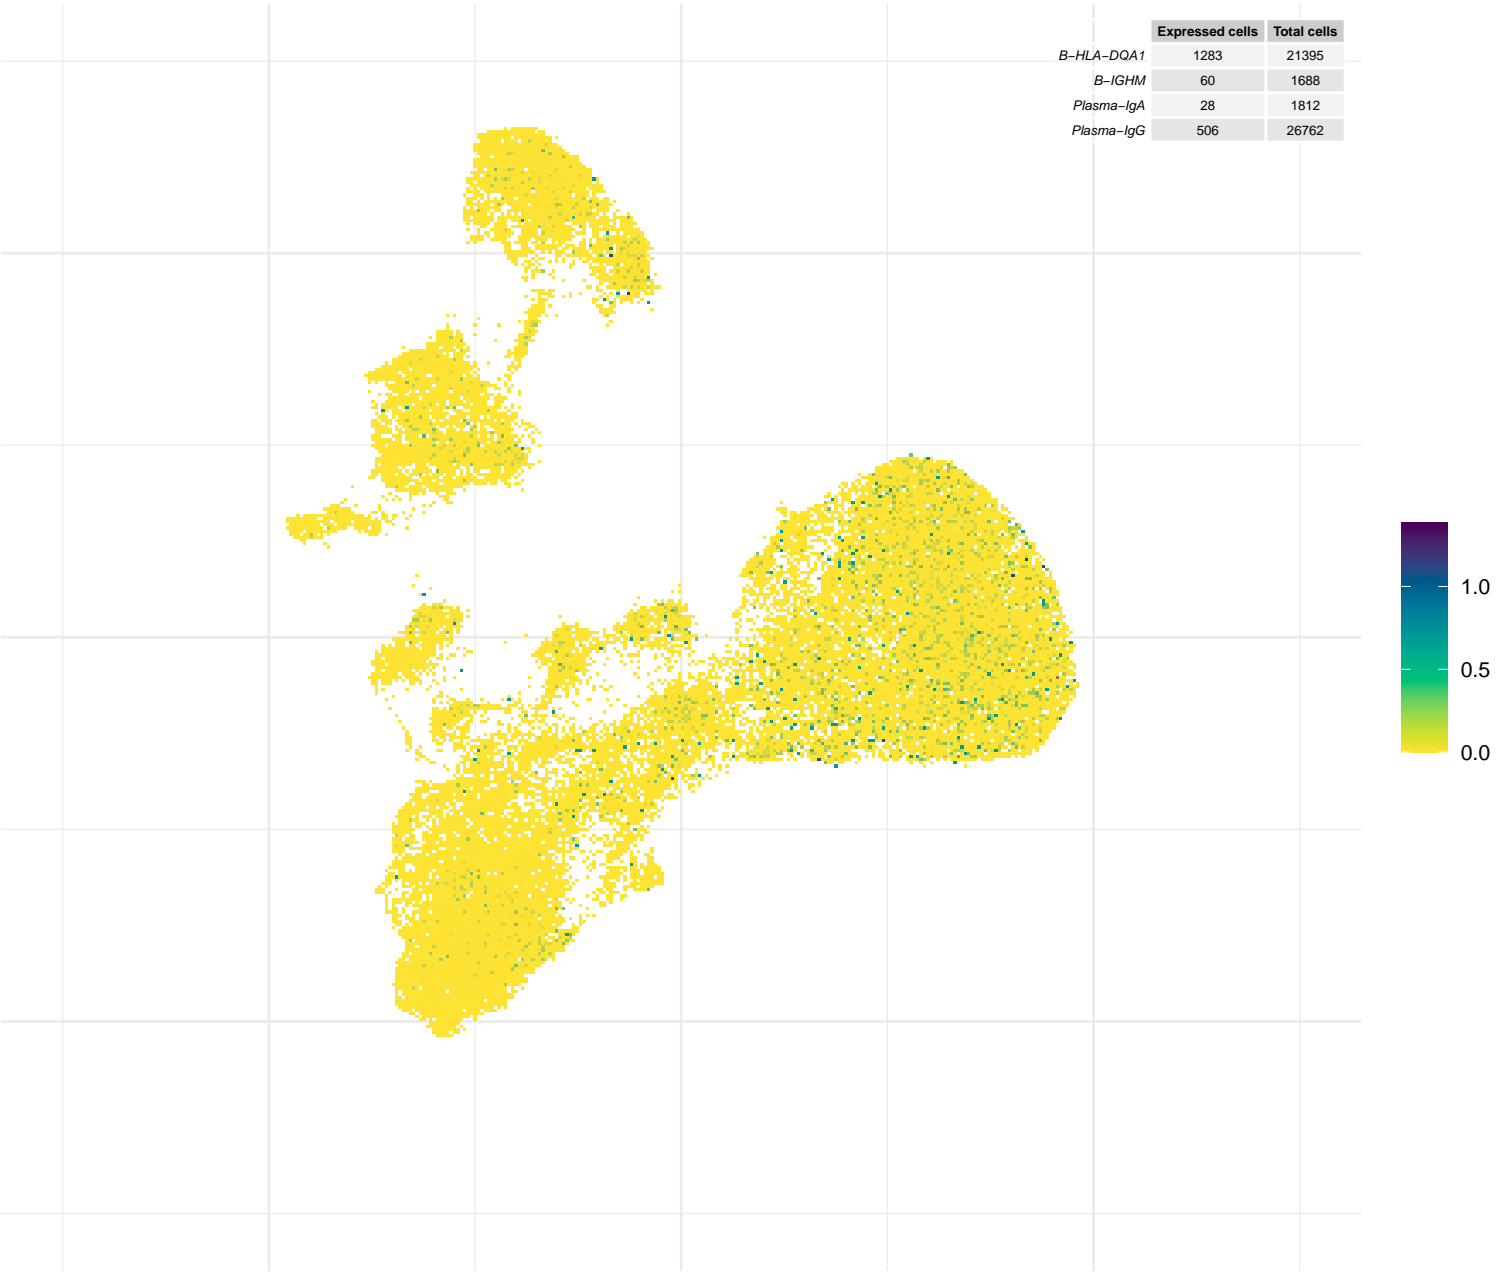 Expressed cells Total cells
B−HLA−DQA1 1283 21395
B−IGHM 60 1688
Plasma−IgA 28 1812
Plasma−IgG 506 26762
1.0
0.5
0.0